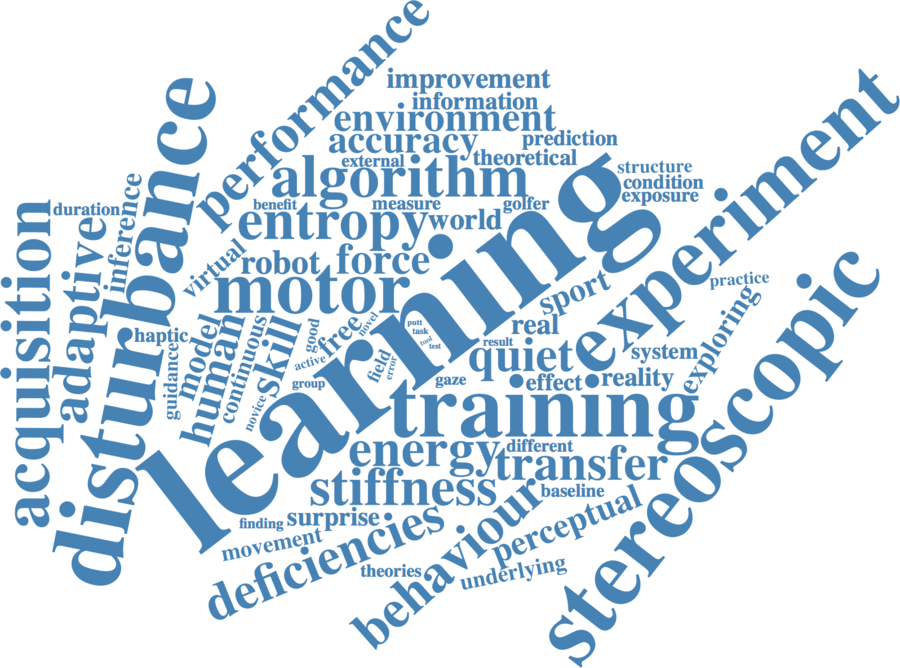 performance
improvement
information
environment
accuracy
prediction
external
theoretical
algorithm
structure
condition
exposure
benefit
measure
golfer
entropy
world
disturbance
acquisition
duration
adaptive
inference
virtual
robot
force
motor
learning
experiment
sport
practice
exploring
stereoscopic
haptic
guidance
model
human
continuous
novice
skill
good
free
novel
active
group
field
error
putt
task
tool
test
real
result
quiet
system
gaze
effect
reality
training
energy
different
transfer
stiffness
baseline
finding
surprise
movement
deficiencies
behaviour
perceptual
theories
underlying